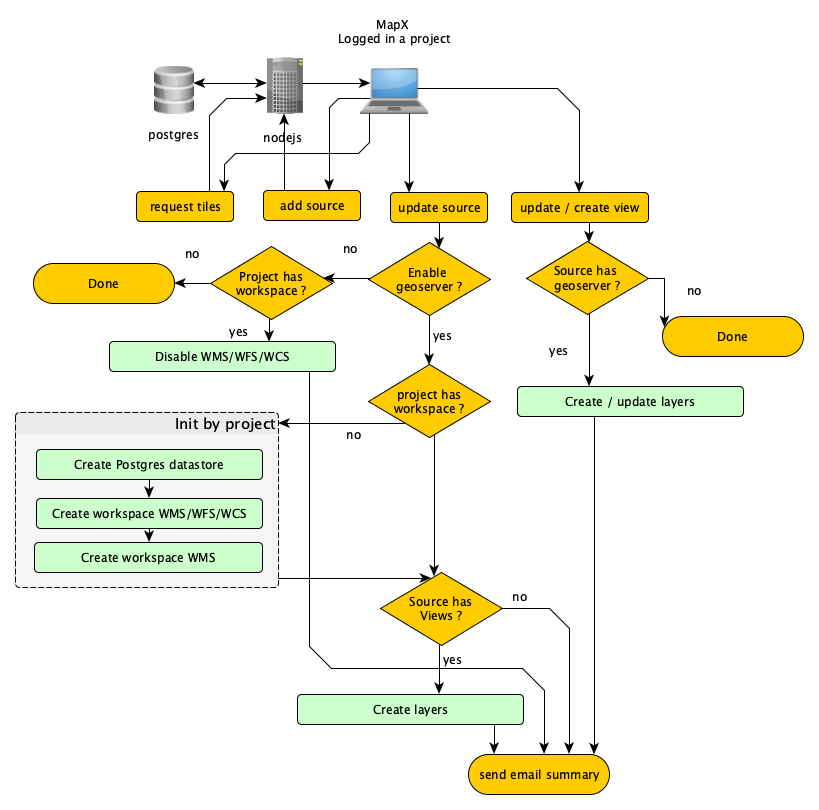 MapX
Logged in a project
postgres
nodejs
request tiles
add source
update source
update / create view
no
no
Done
Project has
workspace ?
Enable
geoserver ?
Source has
geoserver ?
no
yes
yes
Done
Disable WMS/WFS/WCS
yes
project has
workspace ?
Create / update layers
Init by project
no
Create Postgres datastore
Create workspace WMS/WFS/WCS
Create workspace WMS
Source has
Views ?
no
yes
Create layers
send email summary